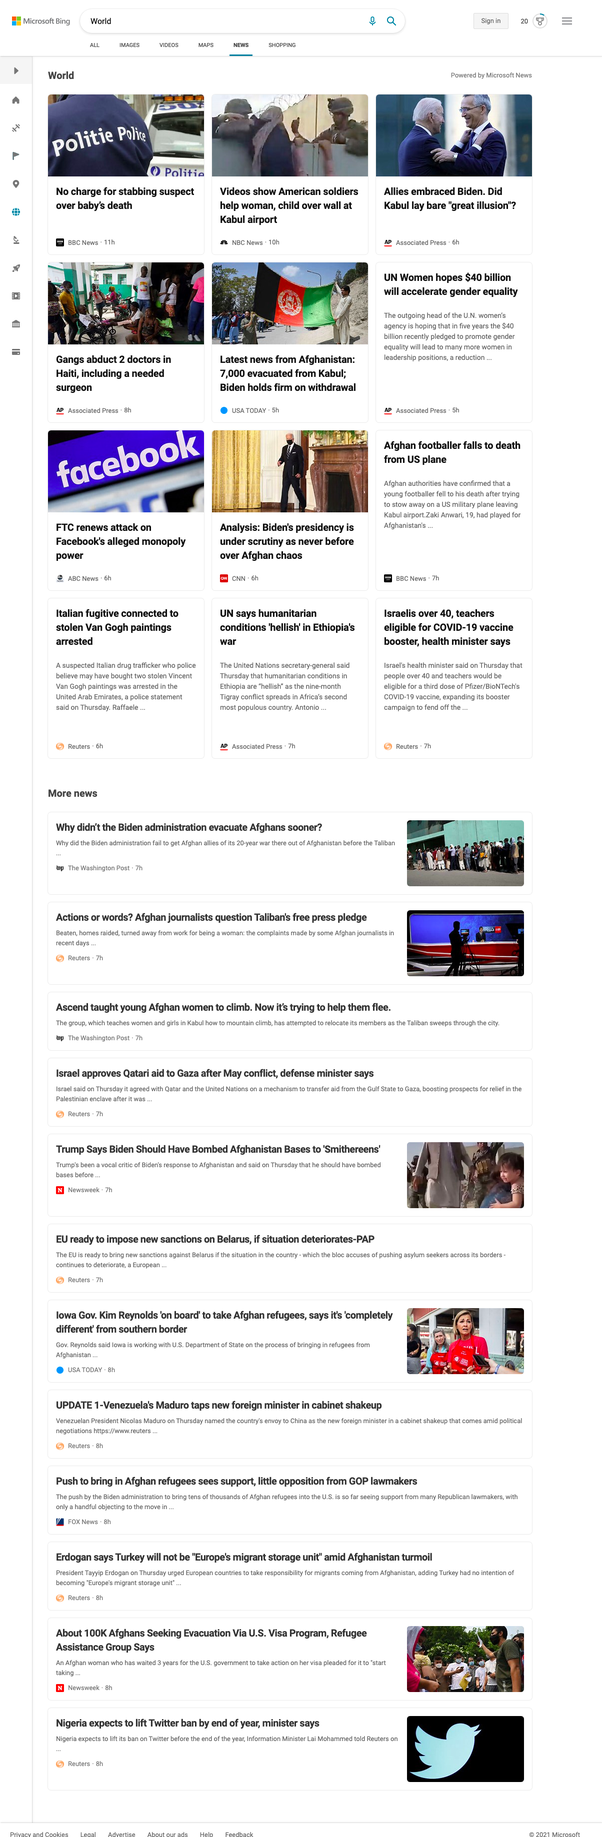 Microsoft Bing
World
Sign in
20
ALL
IMAGES
VIDEOS
MAPS
NEWS
SHOPPING
World
Powered by Microsoft News
Politie Police
Politie
No charge for stabbing suspect
over baby's death
BBC News · 11h
Videos show American soldiers
help woman, child over wall at
Kabul airport
NBC News · 10h
Allies embraced Biden. Did
Kabul lay bare "great illusion"?
AP Associated Press · 6h
Gangs abduct 2 doctors in
Haiti, including a needed
surgeon
AP Associated Press · 8h
Latest news from Afghanistan:
7,000 evacuated from Kabul;
Biden holds firm on withdrawal
USA TODAY · 5h
UN Women hopes $40 billion
will accelerate gender equality
The outgoing head of the U.N. women's
agency is hoping that in five years the $40
billion recently pledged to promote gender
equality will lead to many more women in
leadership positions, a reduction ...
AP Associated Press · 5h
facebook
FTC renews attack on
Facebook's alleged monopoly
power
ABC News · 6h
Analysis: Biden's presidency is
under scrutiny as never before
over Afghan chaos
CNN · 6h
Afghan footballer falls to death
from US plane
Afghan authorities have confirmed that a
young footballer fell to his death after trying
to stow away on a US military plane leaving
Kabul airport.Zaki Anwari, 19, had played for
Afghanistan's ...
BBC News · 7h
Italian fugitive connected to
stolen Van Gogh paintings
arrested
A suspected Italian drug trafficker who police
believe may have bought two stolen Vincent
Van Gogh paintings was arrested in the
United Arab Emirates, a police statement
said on Thursday. Raffaele ...
Reuters · 6h
UN says humanitarian
conditions 'hellish' in Ethiopia's
war
The United Nations secretary-general said
Thursday that humanitarian conditions in
Ethiopia are "hellish" as the nine-month
Tigray conflict spreads in Africa's second
most populous country. Antonio ...
AP Associated Press · 7h
Israelis over 40, teachers
eligible for COVID-19 vaccine
booster, health minister says
Israel's health minister said on Thursday that
people over 40 and teachers would be
eligible for a third dose of Pfizer/BioNTech's
COVID-19 vaccine, expanding its booster
campaign to fend off the ...
Reuters · 7h
More news
Why didn't the Biden administration evacuate Afghans sooner?
Why did the Biden administration fail to get Afghan allies of its 20-year war there out of Afghanistan before the Taliban
...
wp The Washington Post · 7h
Actions or words? Afghan journalists question Taliban's free press pledge
Beaten, homes raided, turned away from work for being a woman: the complaints made by some Afghan journalists in
recent days ...
Reuters · 7h
Ascend taught young Afghan women to climb. Now it's trying to help them flee.
The group, which teaches women and girls in Kabul how to mountain climb, has attempted to relocate its members as the Taliban sweeps through the city.
wp The Washington Post · 7h
Israel approves Qatari aid to Gaza after May conflict, defense minister says
Israel said on Thursday it agreed with Qatar and the United Nations on a mechanism to transfer aid from the Gulf State to Gaza, boosting prospects for relief in the
Palestinian enclave after it was ...
Reuters · 7h
Trump Says Biden Should Have Bombed Afghanistan Bases to 'Smithereens'
Trump's been a vocal critic of Biden's response to Afghanistan and said on Thursday that he should have bombed
bases before ...
N Newsweek · 7h
EU ready to impose new sanctions on Belarus, if situation deteriorates-PAP
The EU is ready to bring new sanctions against Belarus if the situation in the country - which the bloc accuses of pushing asylum seekers across its borders -
continues to deteriorate, a European ...
Reuters · 7h
Iowa Gov. Kim Reynolds 'on board' to take Afghan refugees, says it's 'completely
different' from southern border
Gov. Reynolds said Iowa is working with U.S. Department of State on the process of bringing in refugees from
Afghanistan ...
USA TODAY · 8h
UPDATE 1-Venezuela's Maduro taps new foreign minister in cabinet shakeup
Venezuelan President Nicolas Maduro on Thursday named the country's envoy to China as the new foreign minister in a cabinet shakeup that comes amid political
negotiations https://www.reuters ...
Reuters · 8h
Push to bring in Afghan refugees sees support, little opposition from GOP lawmakers
The push by the Biden administration to bring tens of thousands of Afghan refugees into the U.S. is so far seeing support from many Republican lawmakers, with
only a handful objecting to the move in ...
FOX News · 8h
Erdogan says Turkey will not be "Europe's migrant storage unit" amid Afghanistan turmoil
President Tayyip Erdogan on Thursday urged European countries to take responsibility for migrants coming from Afghanistan, adding Turkey had no intention of
becoming "Europe's migrant storage unit" ...
Reuters · 8h
About 100K Afghans Seeking Evacuation Via U.S. Visa Program, Refugee
Assistance Group Says
An Afghan woman who has waited 3 years for the U.S. government to take action on her visa pleaded for it to "start
taking ...
N Newsweek · 8h
Nigeria expects to lift Twitter ban by end of year, minister says
Nigeria expects to lift its ban on Twitter before the end of the year, Information Minister Lai Mohammed told Reuters on
...
Reuters · 8h
Privacy and Cookies
Legal
Advertise
About our ads
Help
Feedback
© 2021 Microsoft